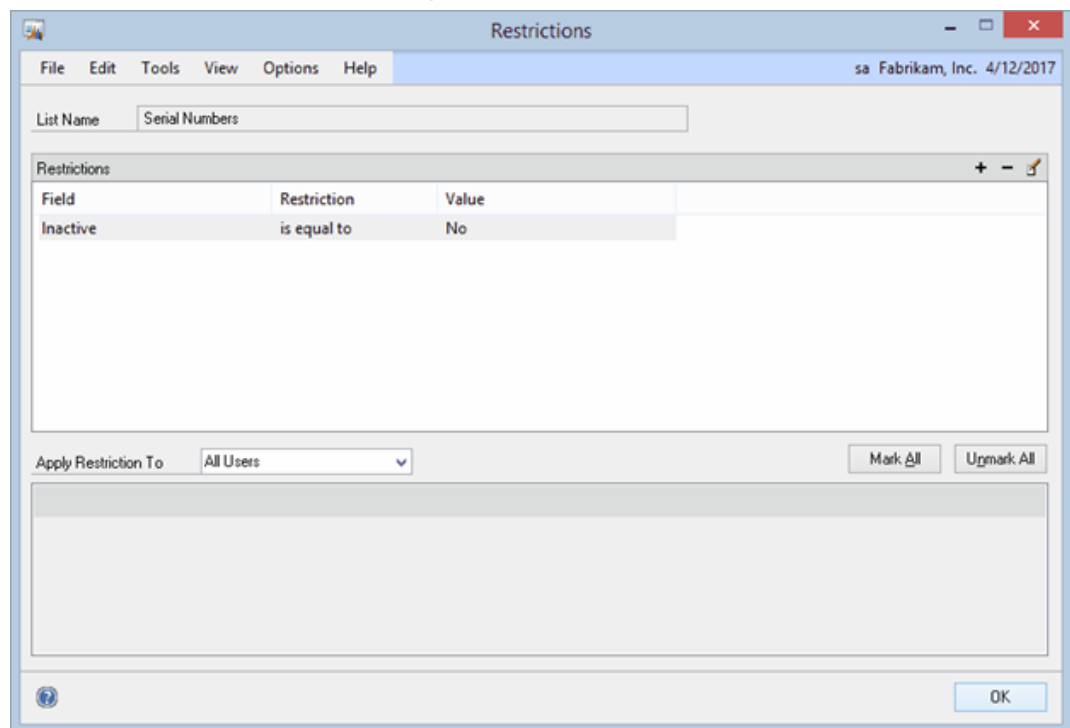 Restrictions
File Edit Tools View Options Help sa Fabrikam, Inc. 4/12/2017
List Name Serial Numbers
Restrictions
Field Restriction Value
Inactive is equal to No
Apply Restriction To All Users Mark All Unmark All
OK